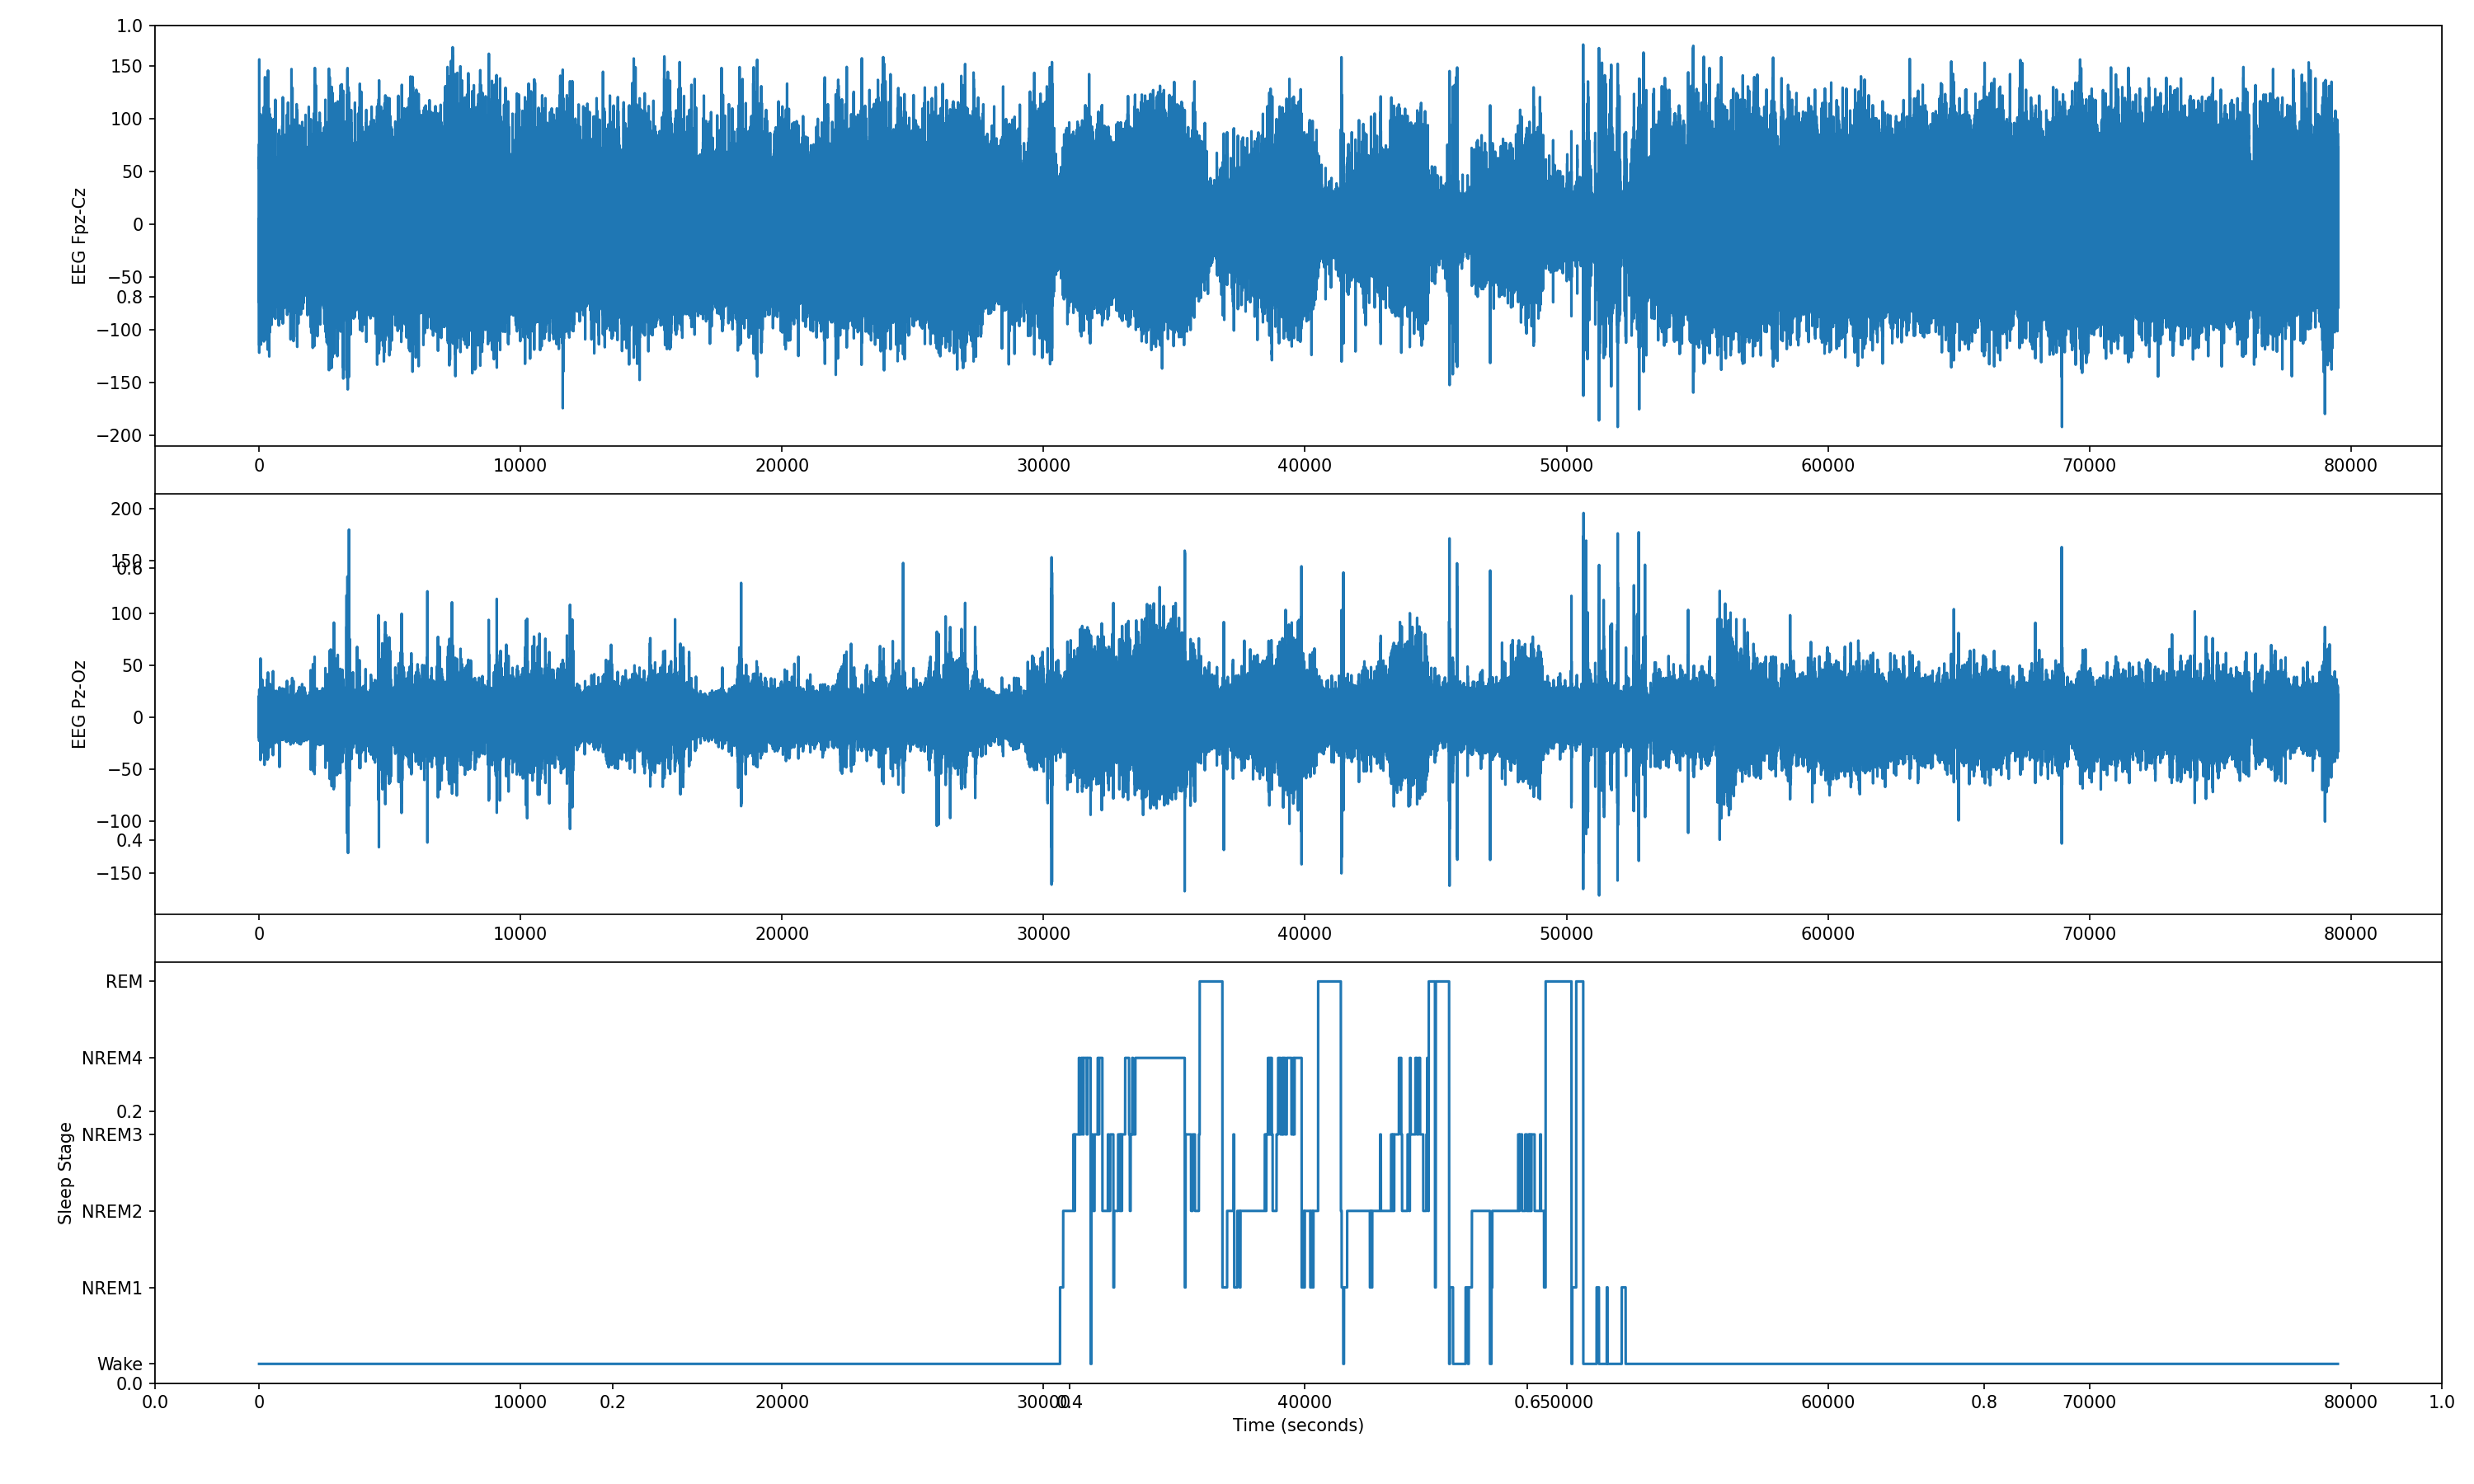 1.0
150
100
50
0
−50
0.8
−100
−150
−200
EEG Fpz-Cz
0 10000 20000 30000 40000 50000 60000 70000 80000
200
150
0.6
100
50
0
−50
−100
0.4
−150
EEG Pz-Oz
0 10000 20000 30000 40000 50000 60000 70000 80000
REM
NREM4
0.2
NREM3
NREM2
NREM1
Wake
0.0
Sleep Stage
0.0 0 10000 0.2 20000 30000 0.4 40000 0.6 50000 60000 0.8 70000 80000 1.0
Time (seconds)